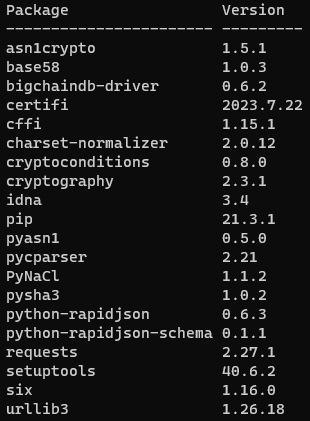 Package                 Version
----------------------- ---------
asn1crypto              1.5.1
base58                  1.0.3
bigchaindb-driver       0.6.2
certifi                 2023.7.22
cffi                    1.15.1
charset-normalizer      2.0.12
cryptoconditions        0.8.0
cryptography            2.3.1
idna                    3.4
pip                     21.3.1
pyasn1                  0.5.0
pycparser               2.21
PyNaCl                  1.1.2
pysha3                  1.0.2
python-rapidjson        0.6.3
python-rapidjson-schema 0.1.1
requests                2.27.1
setuptools              40.6.2
six                     1.16.0
urllib3                 1.26.18